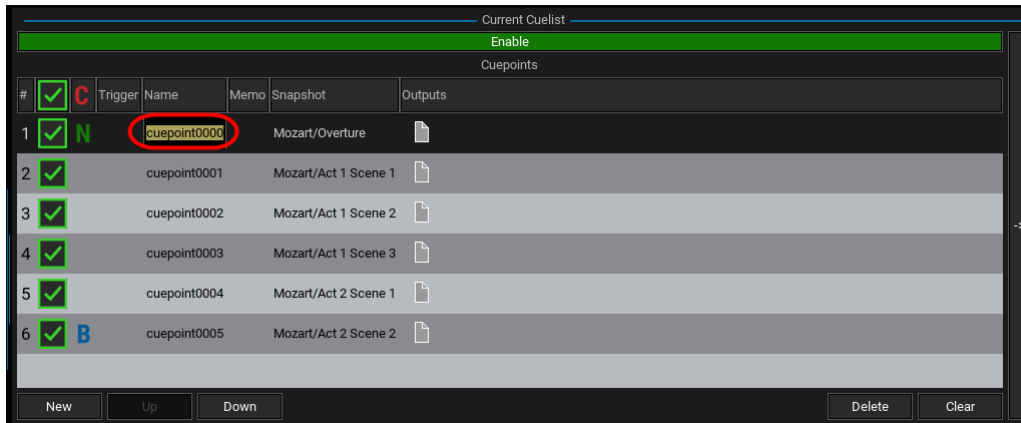 Current Cuelist
Enable
Cuepoints
# C Trigger Name Memo Snapshot Outputs
1 N cuepoint0000 Mozart/Overture
2 cuepoint0001 Mozart/Act 1 Scene 1
3 cuepoint0002 Mozart/Act 1 Scene 2
4 cuepoint0003 Mozart/Act 1 Scene 3
5 cuepoint0004 Mozart/Act 2 Scene 1
6 B cuepoint0005 Mozart/Act 2 Scene 2
New Up Down Delete Clear